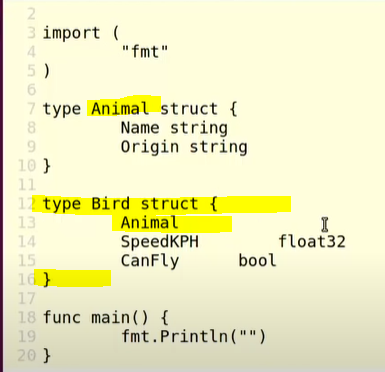 2
3 import (
4 "fmt"
5 )
6
7 type Animal struct {
8 Name string
9 Origin string
10 }
11
12 type Bird struct {
13 Animal
14 SpeedKPH float32
15 CanFly bool
16 }
17
18 func main() {
19 fmt.Println("")
20 }